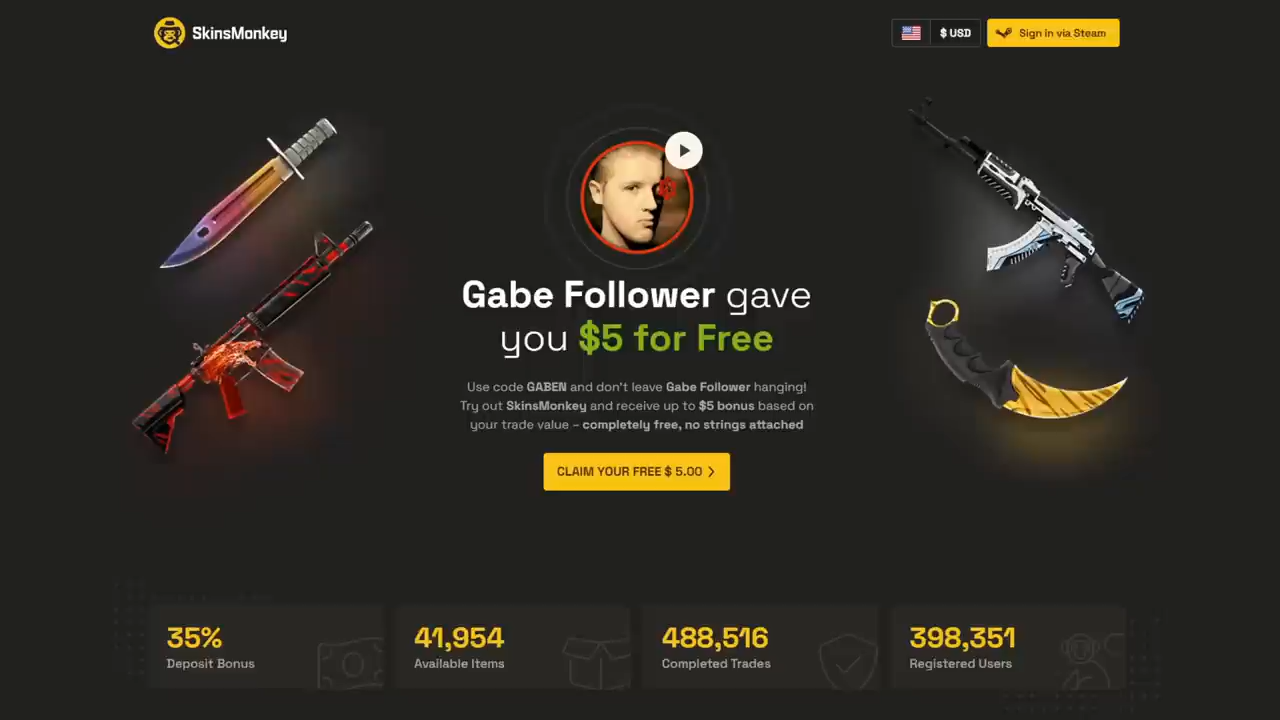 SkinsMonkey
$ USD
Sign in via Steam
Gabe Follower gave
you $5 for Free
Use code GABEN and don't leave Gabe Follower hanging!
Try out SkinsMonkey and receive up to $5 bonus based on
your trade value – completely free, no strings attached
CLAIM YOUR FREE $ 5.00
35%
Deposit Bonus
41,954
Available Items
488,516
Completed Trades
398,351
Registered Users